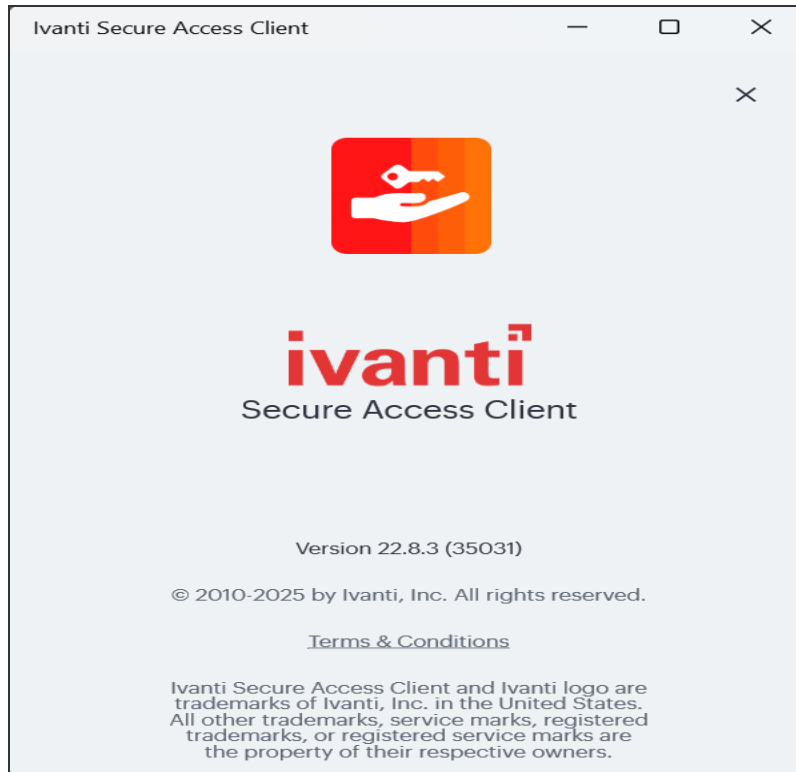 Ivanti Secure Access Client
ivanti
Secure Access Client
Version 22.8.3 (35031)
© 2010-2025 by Ivanti, Inc. All rights reserved.
Terms & Conditions
Ivanti Secure Access Client and Ivanti logo are
trademarks of Ivanti, Inc. in the United States.
All other trademarks, service marks, registered
trademarks, or registered service marks are
the property of their respective owners.